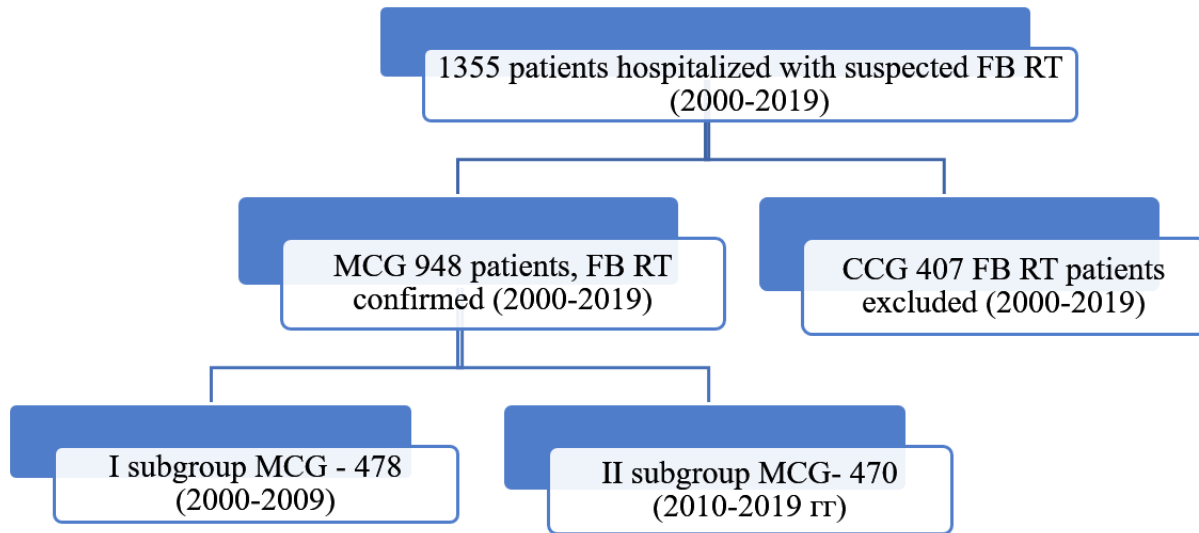 1355 patients hospitalized with suspected FB RT
(2000-2019)
MCG 948 patients, FB RT
confirmed (2000-2019)
CCG 407 FB RT patients
excluded (2000-2019)
I subgroup MCG - 478
(2000-2009)
II subgroup MCG- 470
(2010-2019 гг)